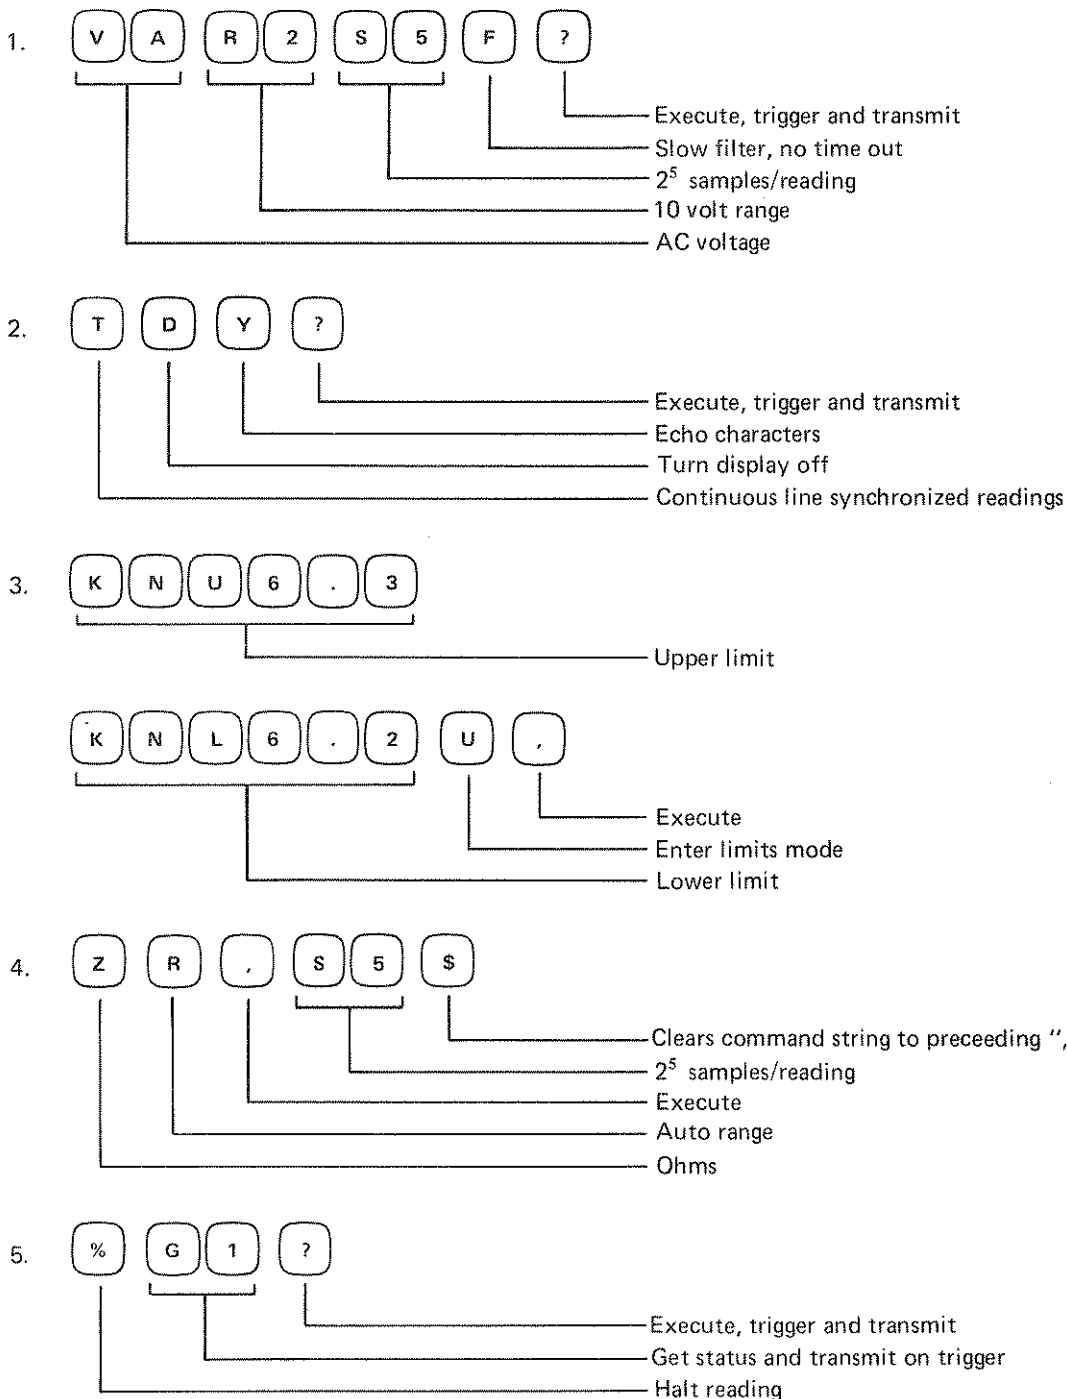 1. V A R 2 S 5 F ?
Execute, trigger and transmit
Slow filter, no time out
2⁵ samples/reading
10 volt range
AC voltage
2. T D Y ?
Execute, trigger and transmit
Echo characters
Turn display off
Continuous line synchronized readings
3. K N U 6 . 3
Upper limit
K N L 6 . 2 U ,
Execute
Enter limits mode
Lower limit
4. Z R , S 5 $
Clears command string to preceeding ",
2⁵ samples/reading
Execute
Auto range
Ohms
5. % G 1 ?
Execute, trigger and transmit
Get status and transmit on trigger
Halt reading